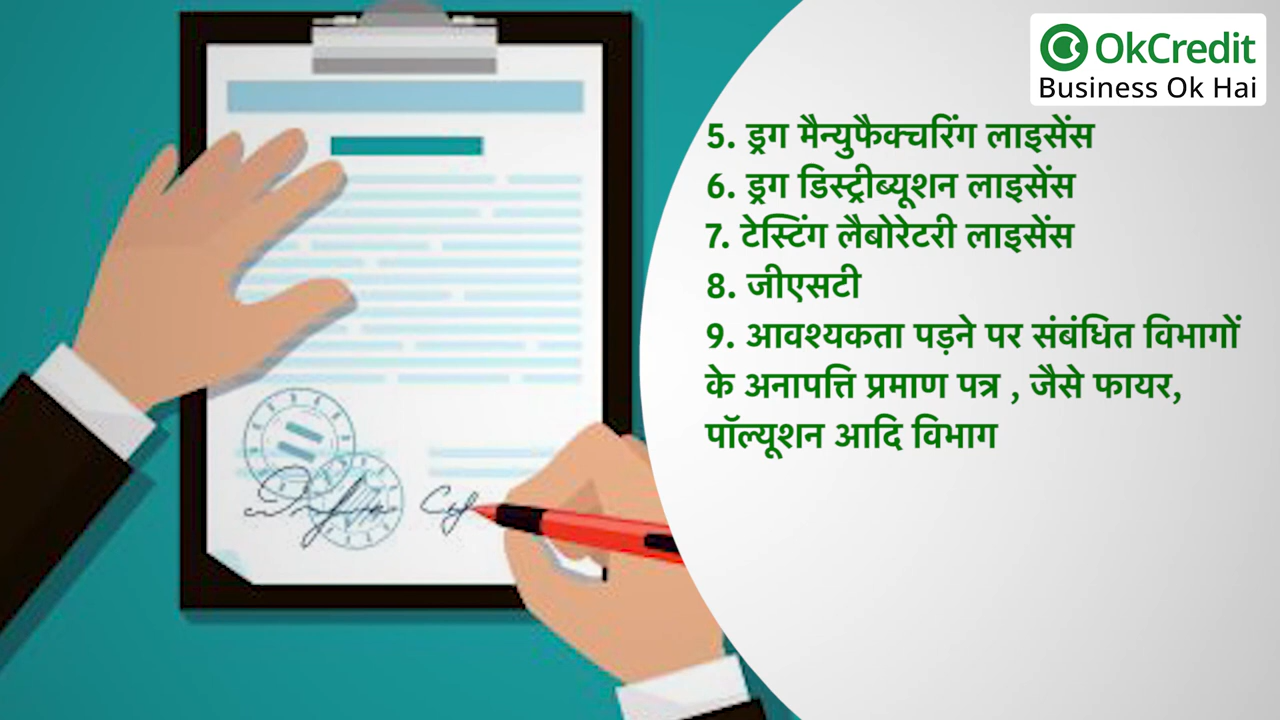 OkCredit
Business Ok Hai
5. ड्रग मैन्युफैक्चरिंग लाइसेंस
6. ड्रग डिस्ट्रीब्यूशन लाइसेंस
7. टेस्टिंग लैबोरेटरी लाइसेंस
8. जीएसटी
9. आवश्यकता पड़ने पर संबंधित विभागों
के अनापत्ति प्रमाण पत्र , जैसे फायर,
पॉल्यूशन आदि विभाग